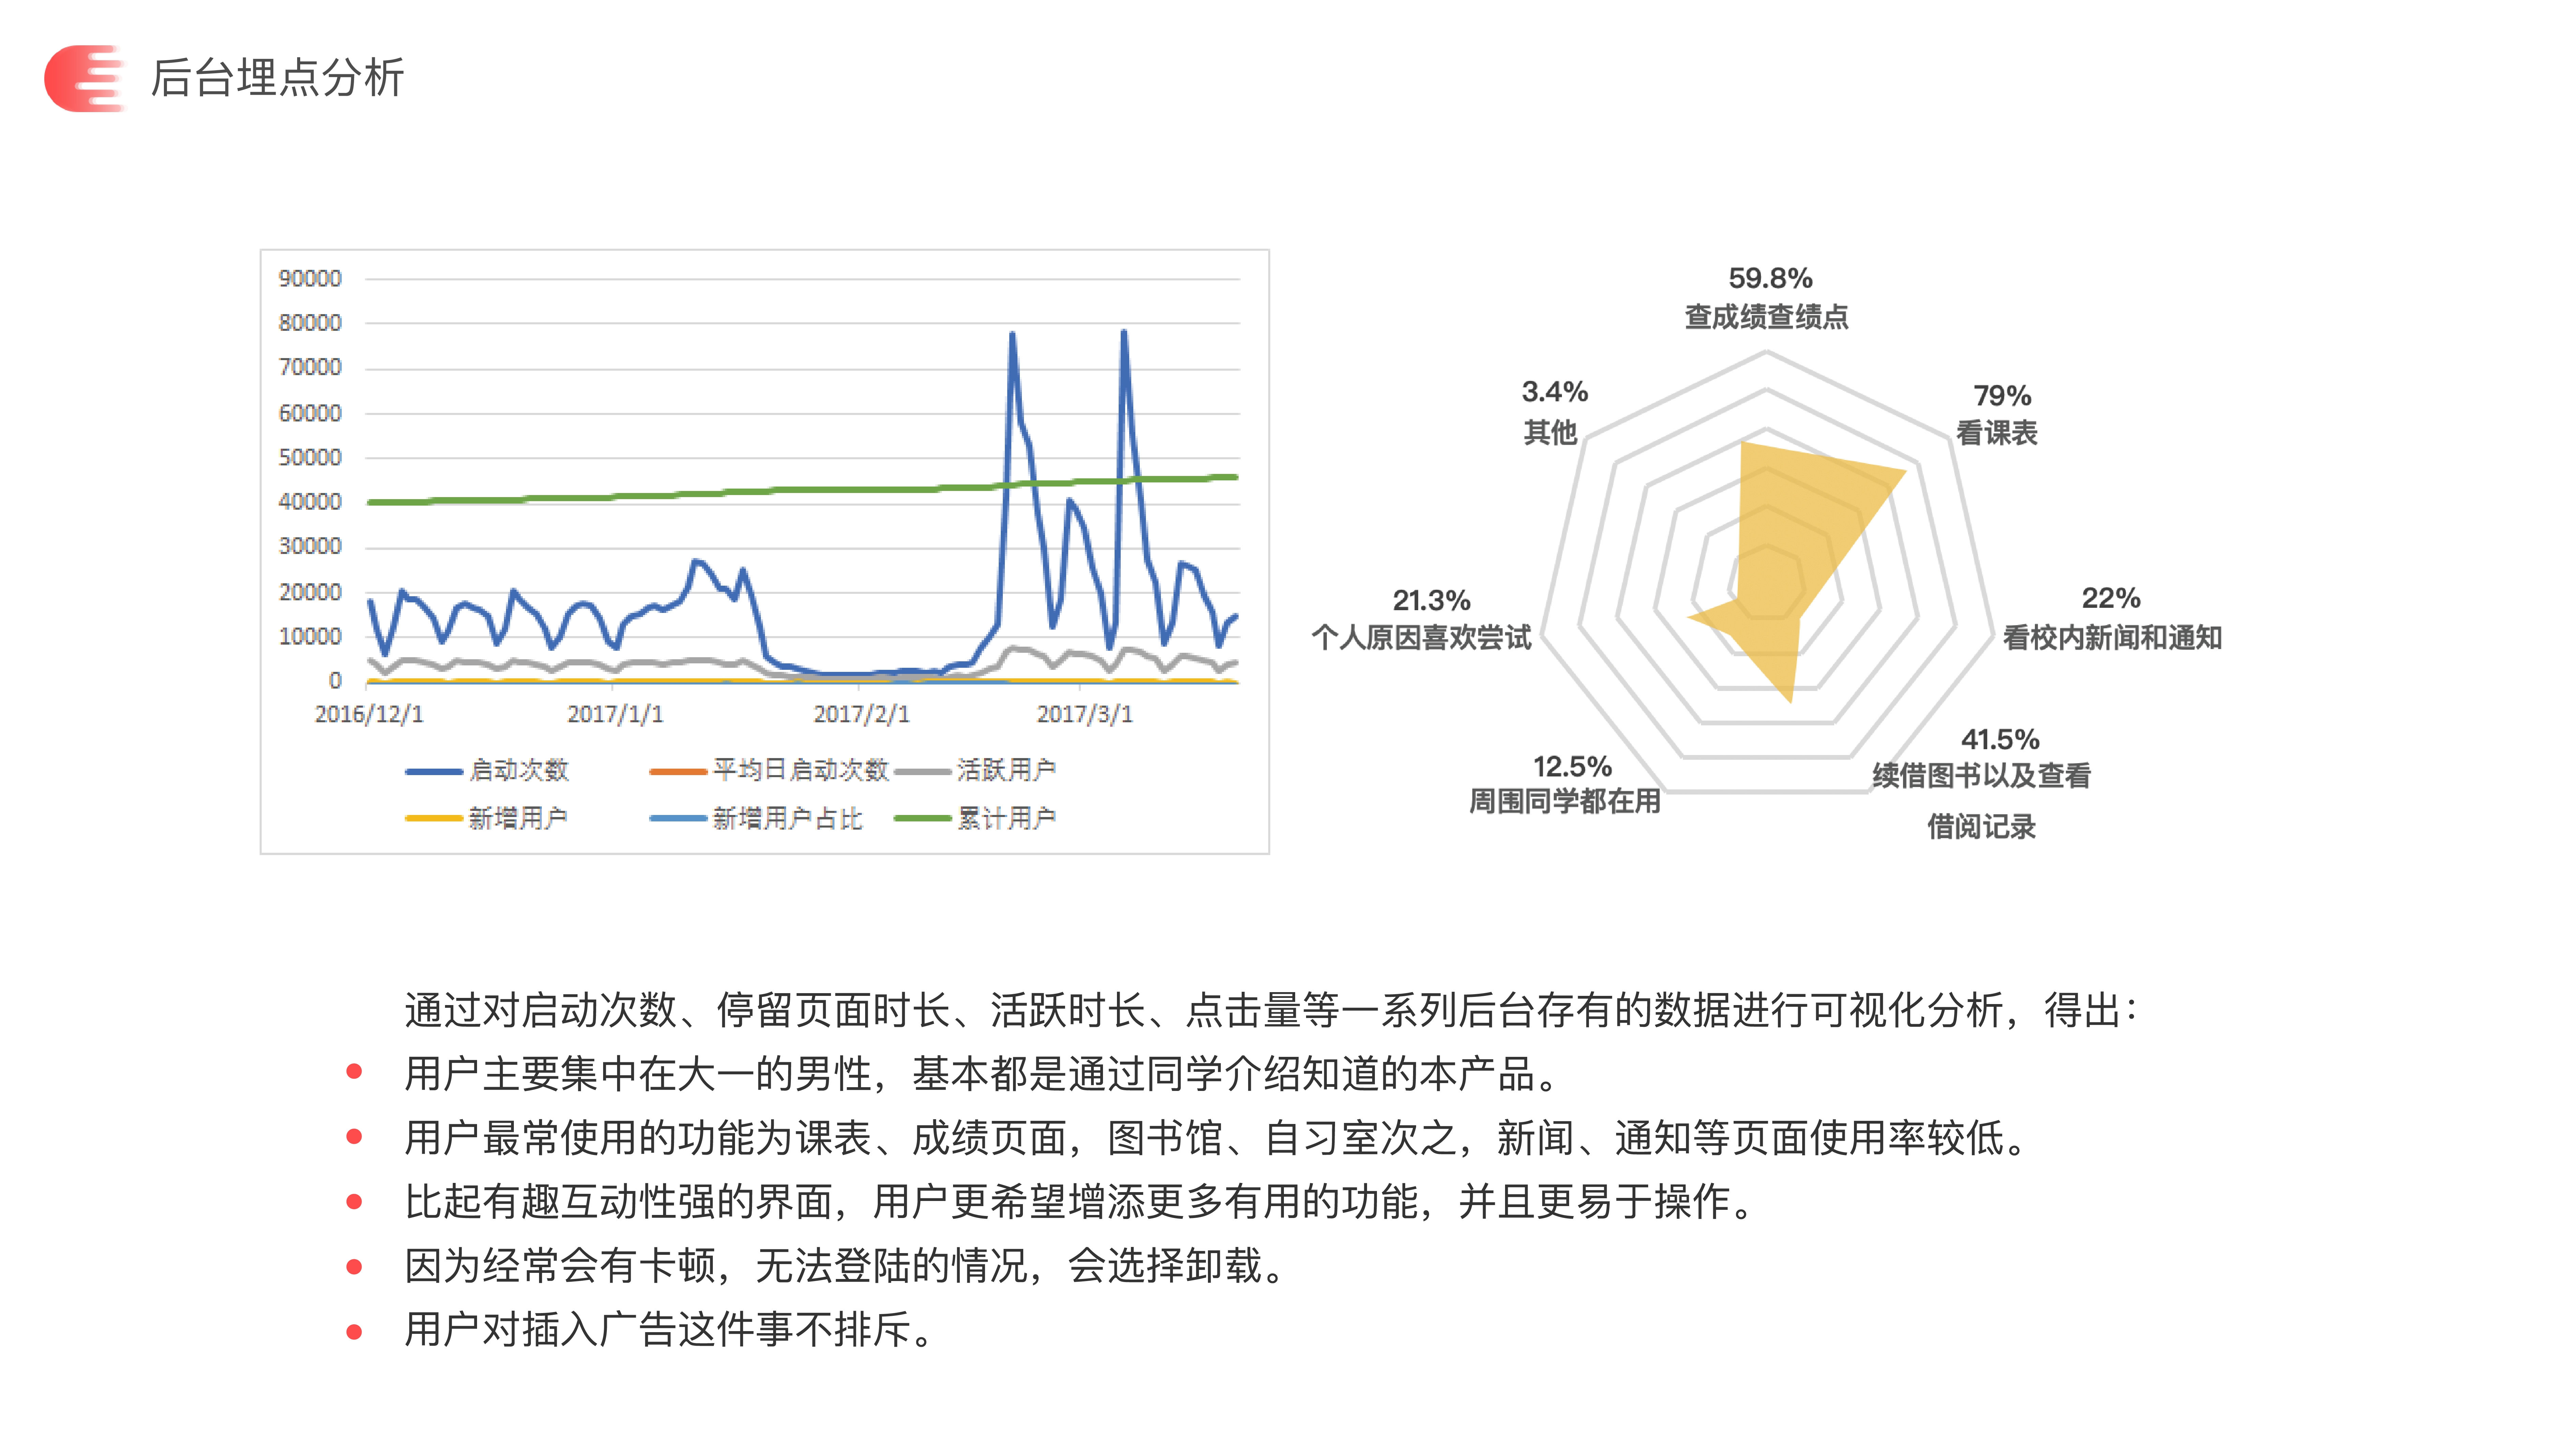 后台埋点分析
90000
80000
70000
60000
50000
40000
30000
20000
10000
0
2016/12/1 2017/1/1 2017/2/1 2017/3/1
启动次数 平均日启动次数 活跃用户
新增用户 新增用户占比 累计用户
59.8%
查成绩查绩点
79%
看课表
22%
看校内新闻和通知
41.5%
续借图书以及查看
借阅记录
12.5%
周围同学都在用
21.3%
个人原因喜欢尝试
3.4%
其他
通过对启动次数、停留页面时长、活跃时长、点击量等一系列后台存有的数据进行可视化分析，得出：
用户主要集中在大一的男性，基本都是通过同学介绍知道的本产品。
用户最常使用的功能为课表、成绩页面，图书馆、自习室次之，新闻、通知等页面使用率较低。
比起有趣互动性强的界面，用户更希望增添更多有用的功能，并且更易于操作。
因为经常会有卡顿，无法登陆的情况，会选择卸载。
用户对插入广告这件事不排斥。